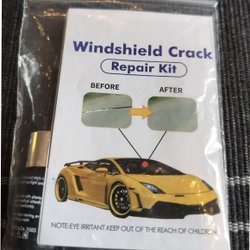 Windshield Crack
Repair Kit
BEFORE
AFTER
NOTE-EYE IRRITANT.KEEP OUT OF THE REACH OF CHILDREN.